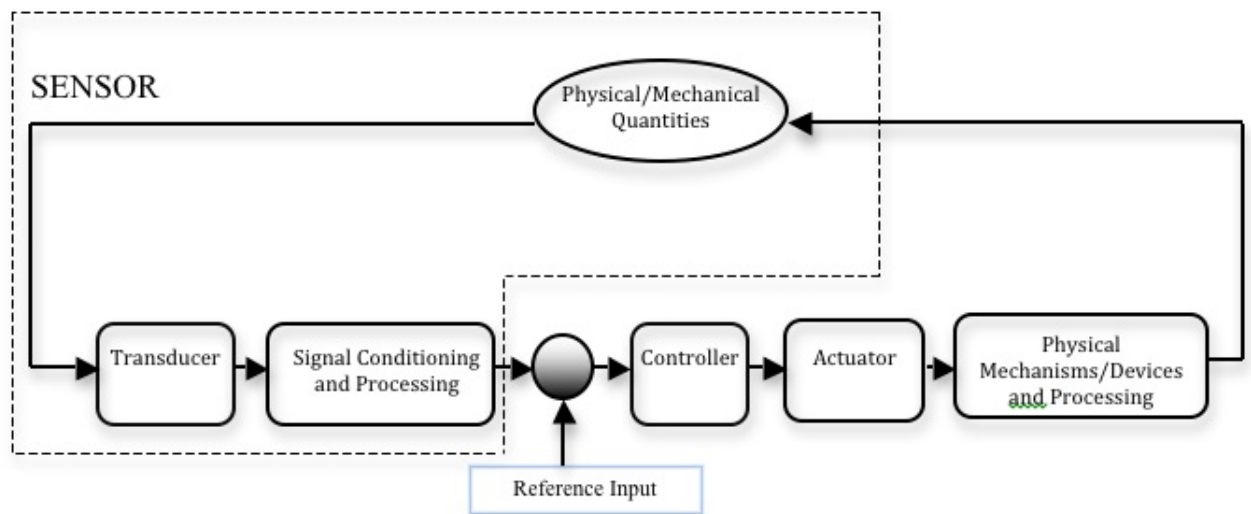 SENSOR
Physical/Mechanical
Quantities
Transducer
Signal Conditioning
and Processing
Controller
Actuator
Physical
Mechanisms/Devices
and Processing
Reference Input